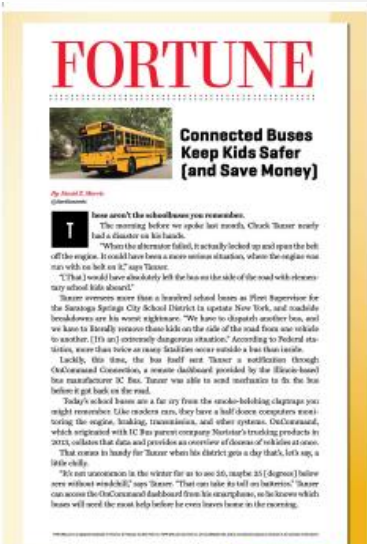 FORTUNE
Connected Buses
Keep Kids Safer
(and Save Money)
By David Z. Morris
These aren't the schoolbuses you remember.
The morning before we spoke last month, Chuck Tanzer nearly
had a disaster on his hands.
"When the alternator failed, it actually locked up and spun the belt
off the engine. It could have been a more serious situation, where the engine was
run with no belt on it," says Tanzer.
"[That] would have absolutely left the bus on the side of the road with elemen-
tary school kids aboard."
Tanzer oversees more than a hundred school buses as Fleet Supervisor for
the Saratoga Springs City School District in upstate New York, and roadside
breakdowns are his worst nightmare. "We have to dispatch another bus, and
we have to literally remove those kids on the side of the road from one vehicle
to another. [It's an] extremely dangerous situation." According to Federal sta-
tistics, more than twice as many fatalities occur outside a bus than inside.
Luckily, this time, the bus itself sent Tanzer a notification through
OnCommand Connection, a remote dashboard provided by the Illinois-based
bus manufacturer IC Bus. Tanzer was able to send mechanics to fix the bus
before it got back on the road.
Today's school buses are a far cry from the smoke-belching claptraps you
might remember. Like modern cars, they have a half dozen computers moni-
toring the engine, braking, transmission, and other systems. OnCommand,
which originated with IC Bus parent company Navistar's trucking products in
2013, collates that data and provides an overview of dozens of vehicles at once.
That comes in handy for Tanzer when his district gets a day that's, let's say, a
little chilly.
"It's not uncommon in the winter for us to see 20, maybe 25 [degrees] below
zero without windchill," says Tanzer. "That can take its toll on batteries." Tanzer
can access the OnCommand dashboard from his smartphone, so he knows which
buses will need the most help before he even leaves home in the morning.